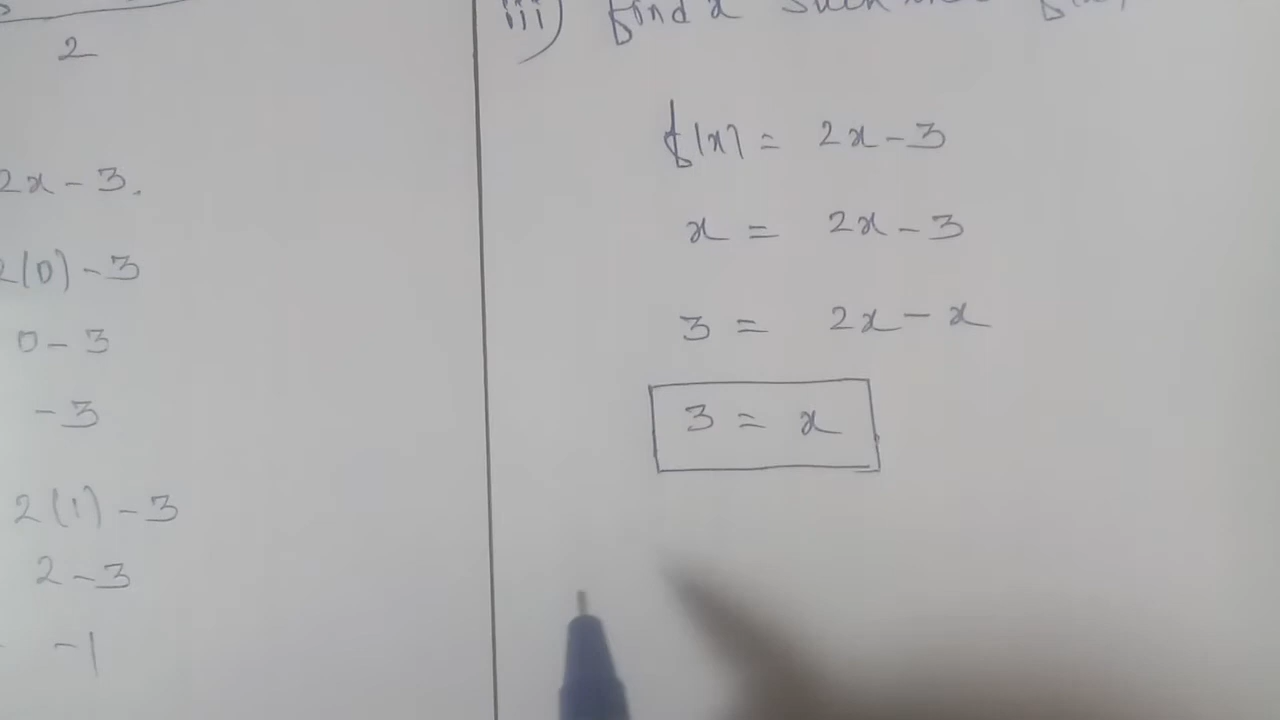 2
2x - 3.
2(0) - 3
0 - 3
- 3
2(1) - 3
2 - 3
- 1
iii) find x such
f(x) = 2x - 3
x = 2x - 3
3 = 2x - x
3 = x